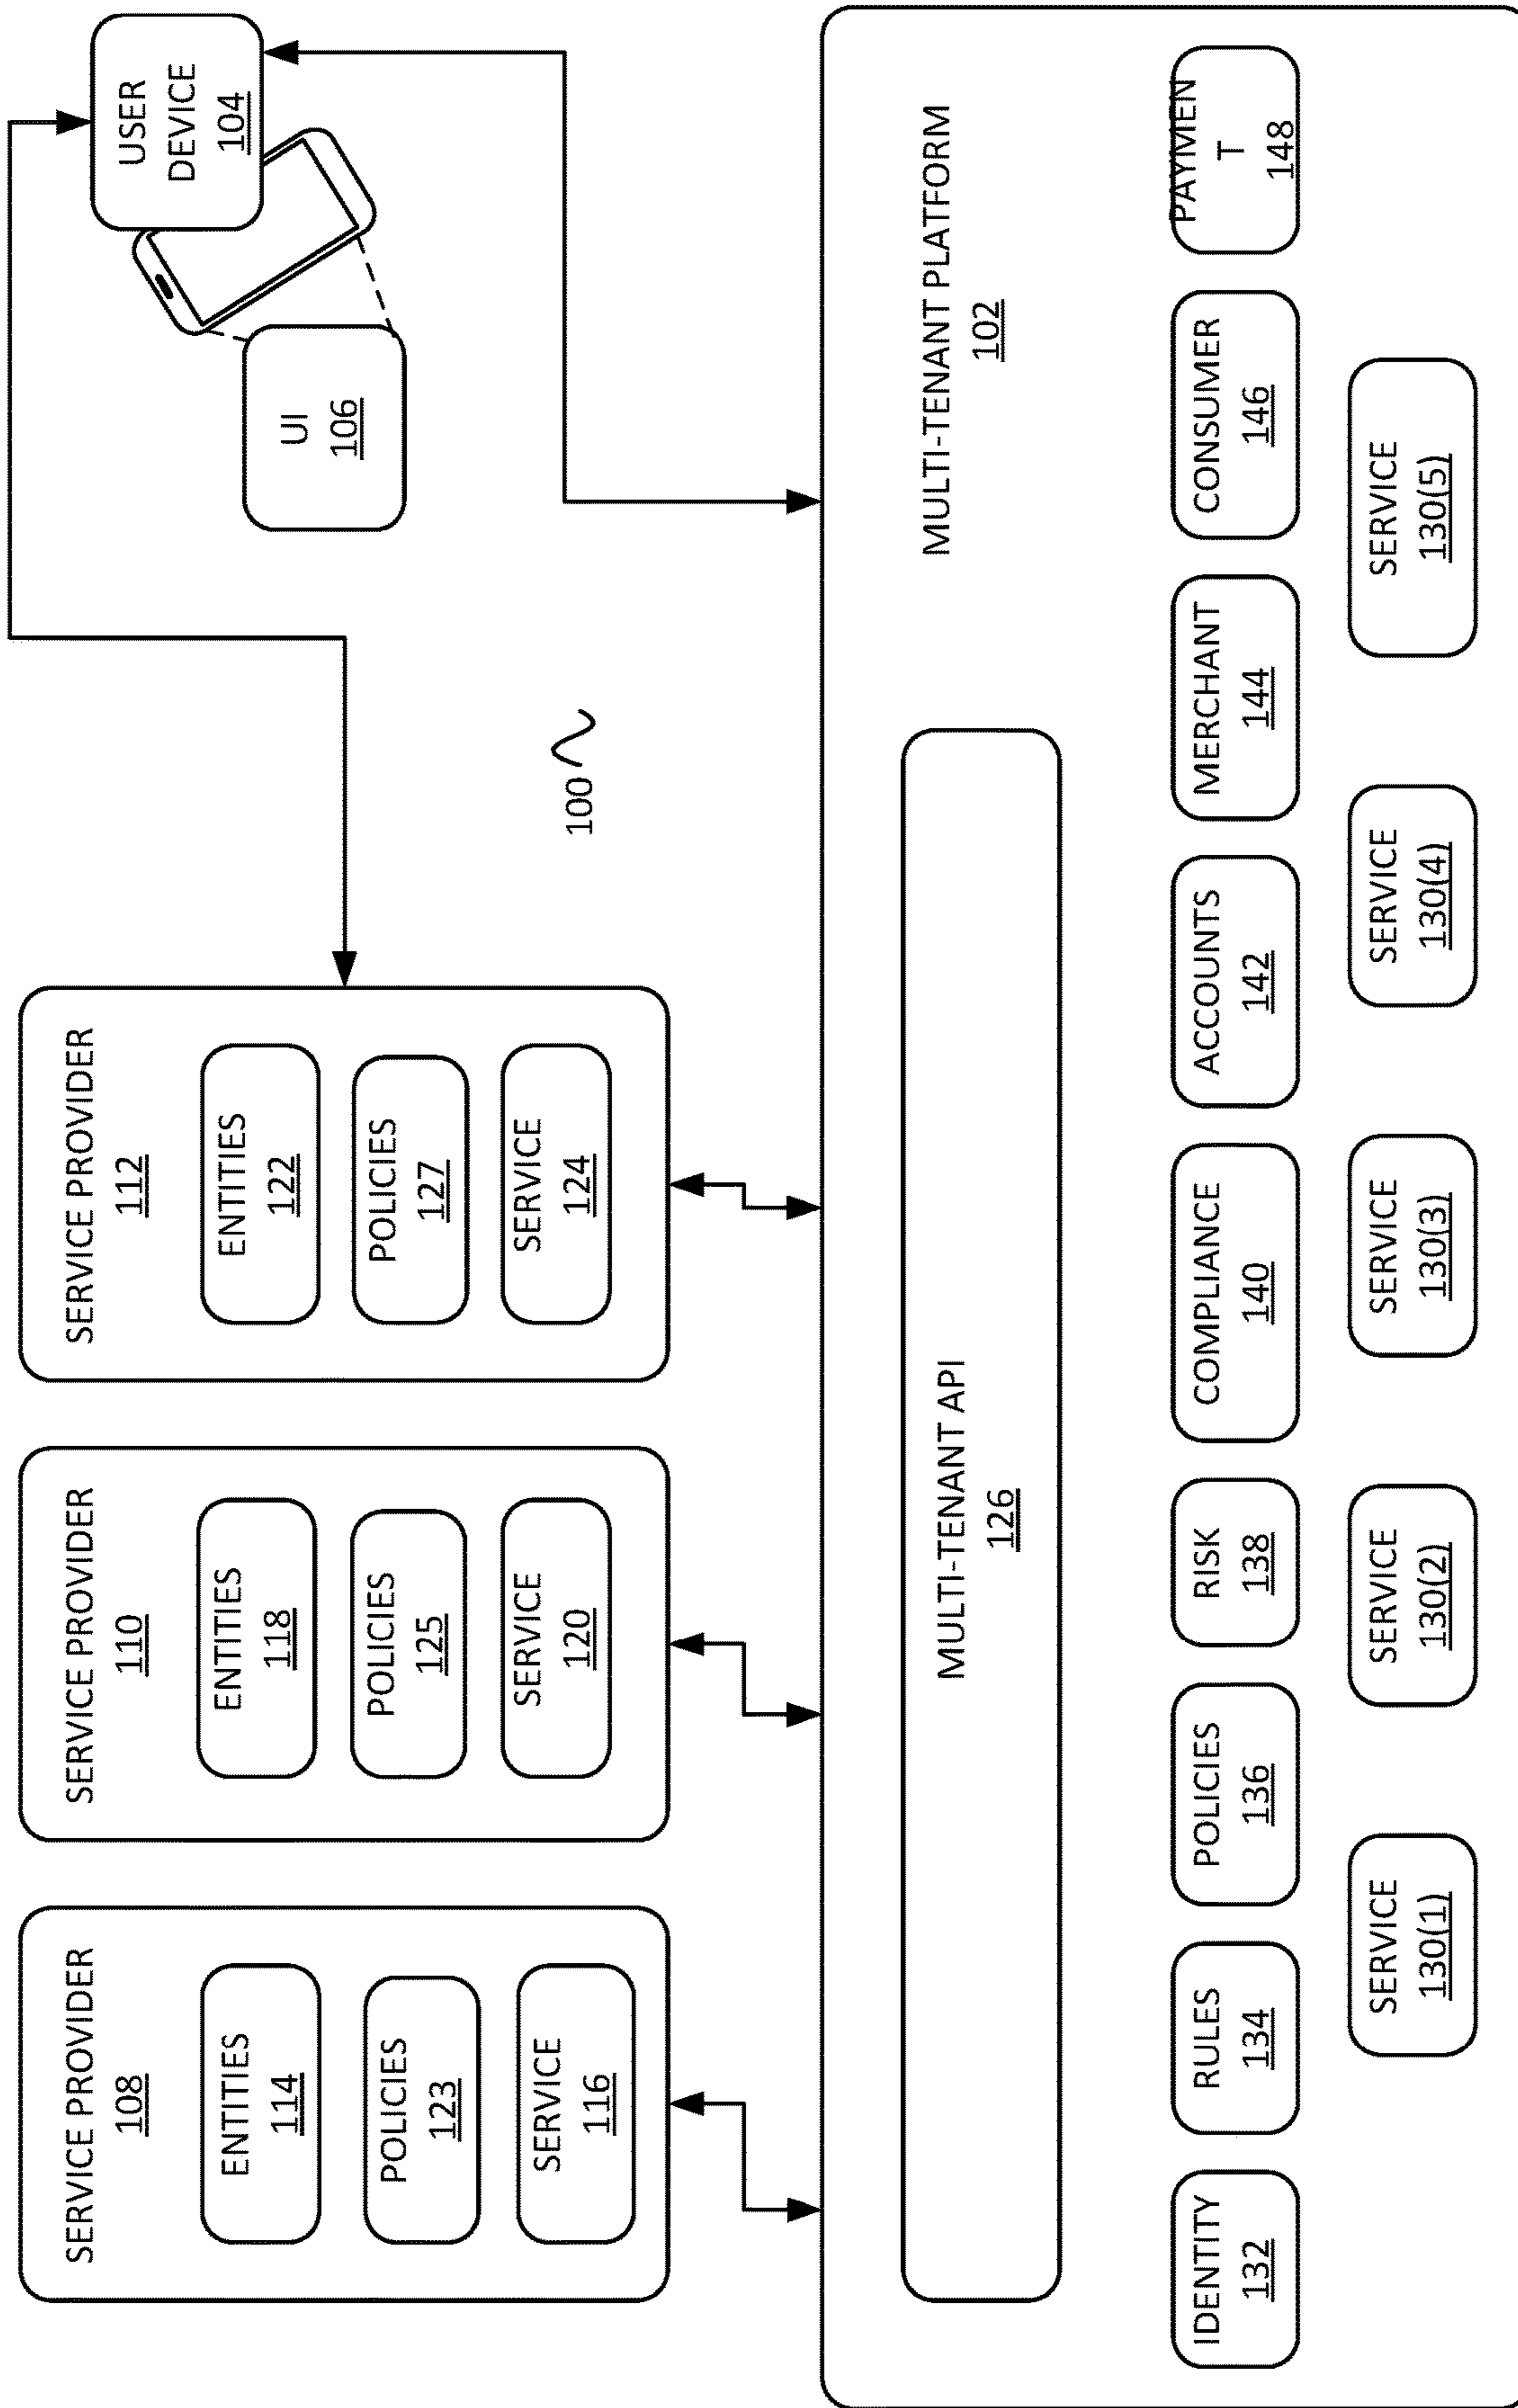 SERVICE PROVIDER
108
ENTITIES
114
POLICIES
123
SERVICE
116
SERVICE PROVIDER
110
ENTITIES
118
POLICIES
125
SERVICE
120
SERVICE PROVIDER
112
ENTITIES
122
POLICIES
127
SERVICE
124
USER
DEVICE
104
UI
106
100
MULTI-TENANT PLATFORM
102
MULTI-TENANT API
126
IDENTITY
132
RULES
134
POLICIES
136
RISK
138
COMPLIANCE
140
ACCOUNTS
142
MERCHANT
144
CONSUMER
146
PAYMEN
T
148
SERVICE
130(1)
SERVICE
130(2)
SERVICE
130(3)
SERVICE
130(4)
SERVICE
130(5)